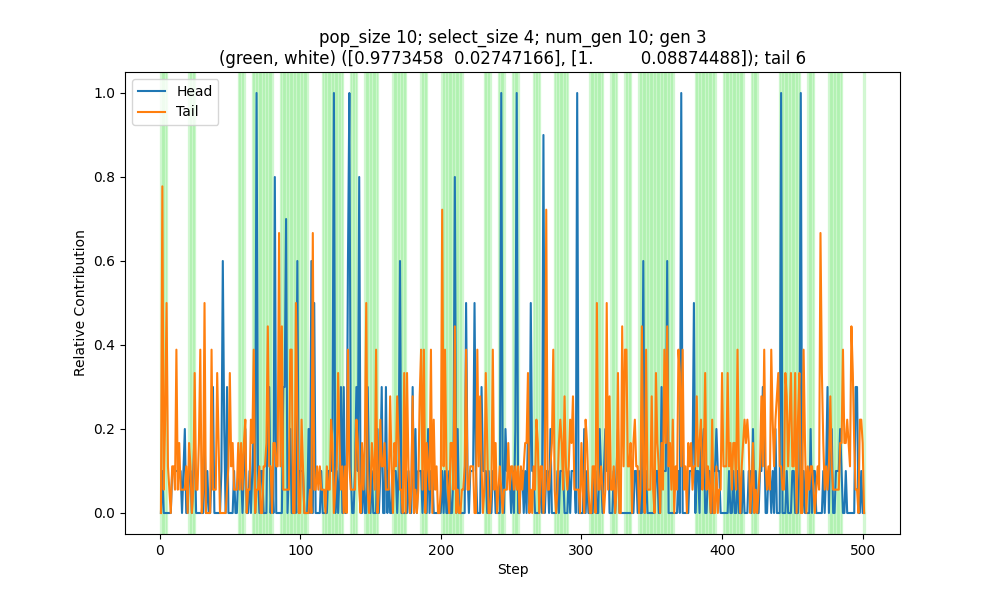 pop_size 10; select_size 4; num_gen 10; gen 3
(green, white) ([0.9773458  0.02747166], [1.         0.08874488]); tail 6
Head
Tail
1.0
0.8
0.6
0.4
0.2
0.0
Relative Contribution
0
100
200
300
400
500
Step